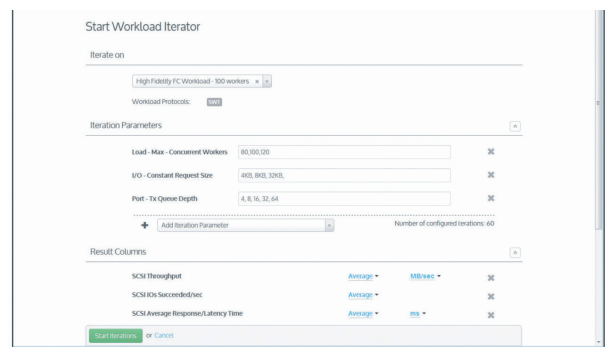 Start Workload Iterator
Iterate on
High Fidelity FC Workload - 100 workers × 
Workload Protocols:
Iteration Parameters
Load - Max - Concurrent Workers 80,100,120
I/O - Constant Request Size 4KB, 8KB, 32KB,
Port - Tx Queue Depth 4, 8, 16, 32, 64
Add Iteration Parameter Number of configured iterations: 60
Result Columns
SCSI Throughput Average MB/sec
SCSI IOs Succeeded/sec Average
SCSI Average Response/Latency Time Average ms
Start Iterations or Cancel